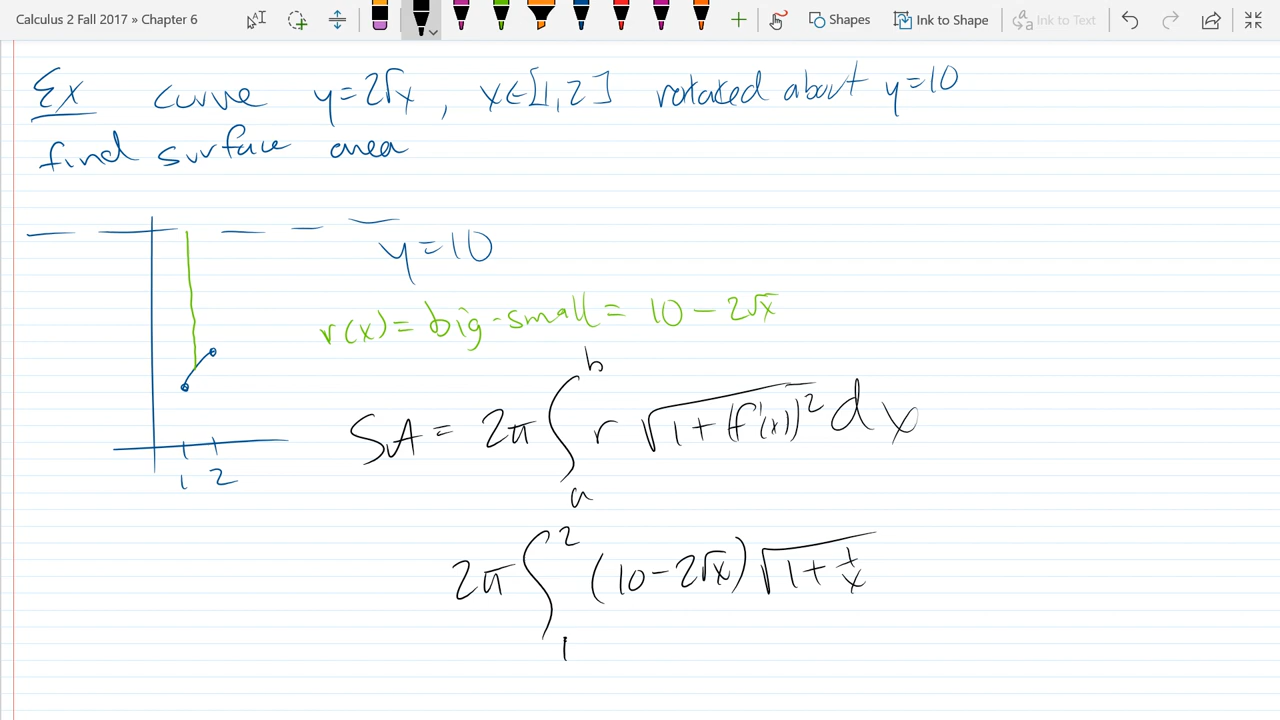 Calculus 2 Fall 2017 » Chapter 6
Shapes
Ink to Shape
Ink to Text
Ex curve y=2√x, x∈[1,2] rotated about y=10
find surface area
y=10
r(x) = big-small = 10-2√x
SA = 2π ∫_a^b r √(1+(f'(x))²) dx
1 2
2π ∫_1^2 (10-2√x) √(1+1/x)